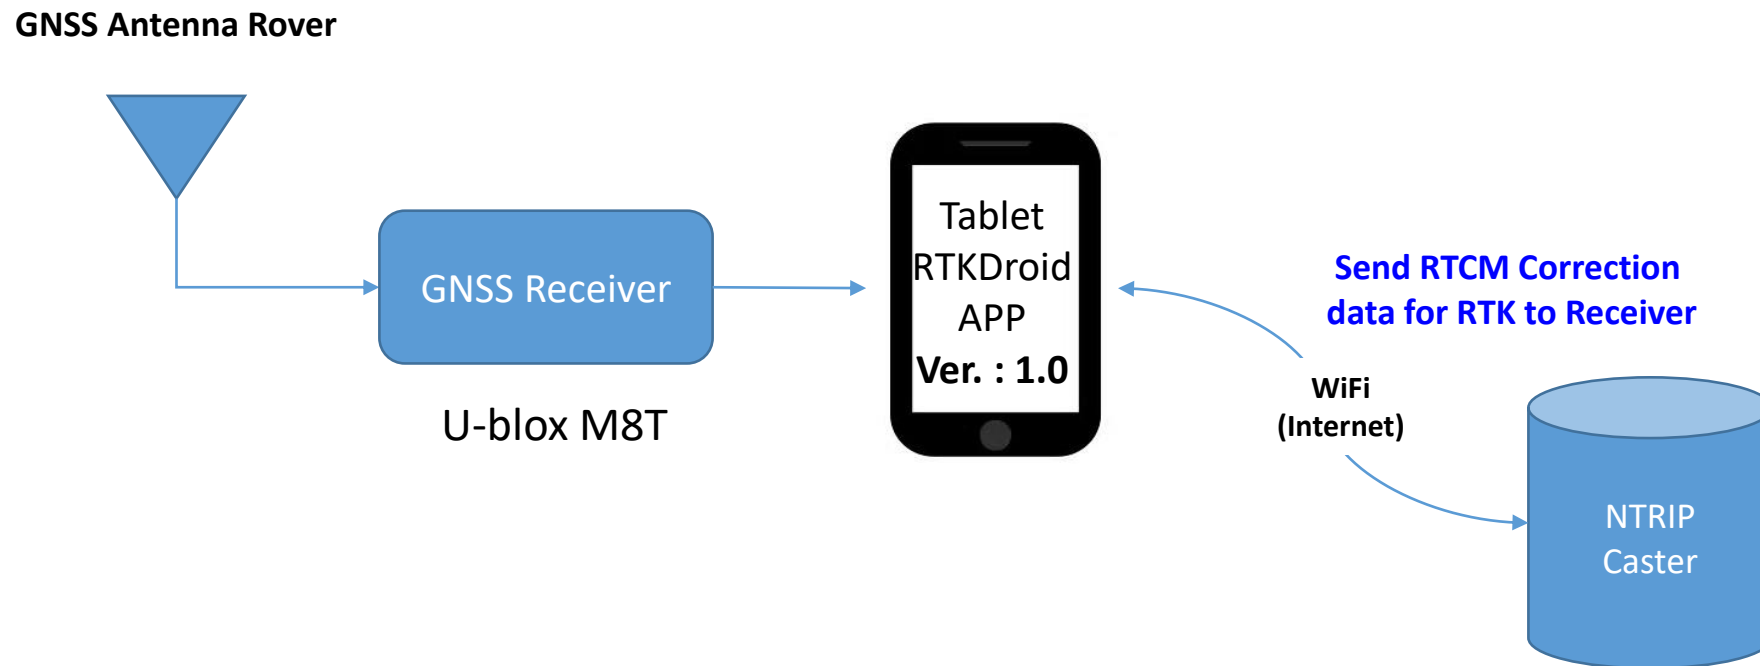 GNSS Antenna Rover
GNSS Receiver
U-blox M8T
Tablet
RTKDroid
APP
Ver. : 1.0
Send RTCM Correction
data for RTK to Receiver
WiFi
(Internet)
NTRIP
Caster